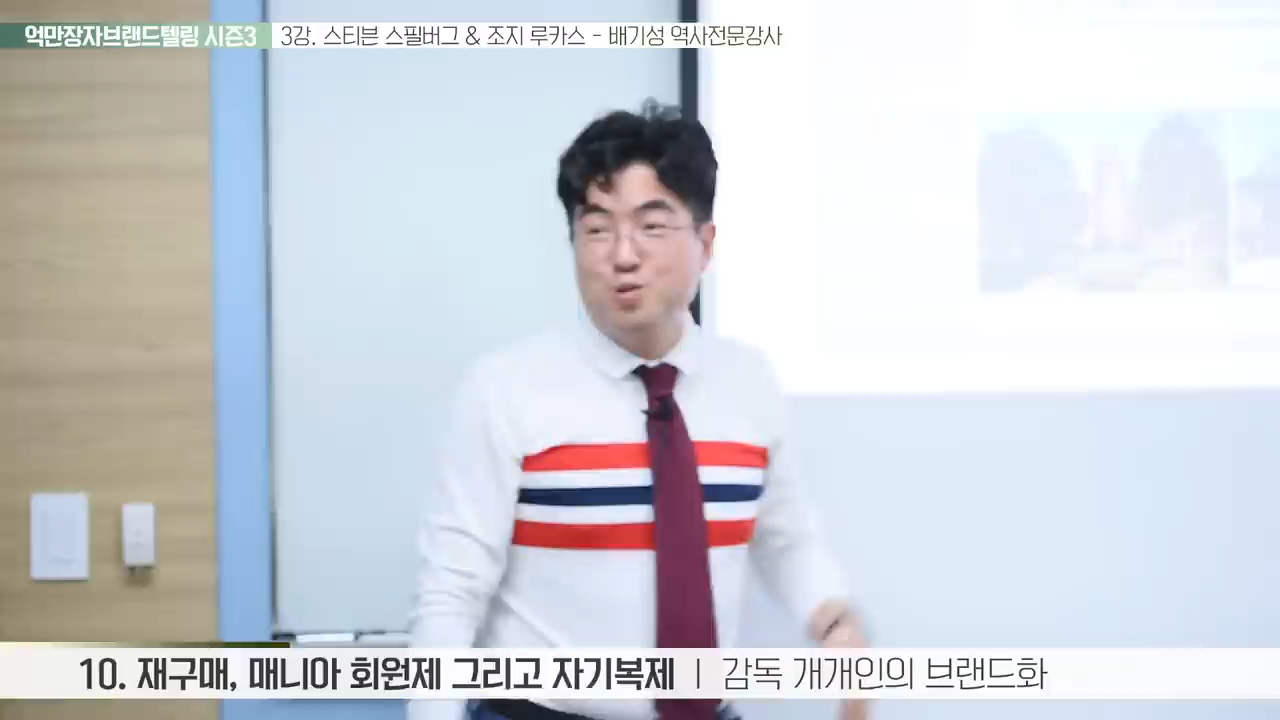 억만장자브랜드텔링 시즌3 3강. 스티븐 스필버그 & 조지 루카스 - 배기성 역사전문강사
10. 재구매, 매니아 회원제 그리고 자기복제 | 감독 개개인의 브랜드화